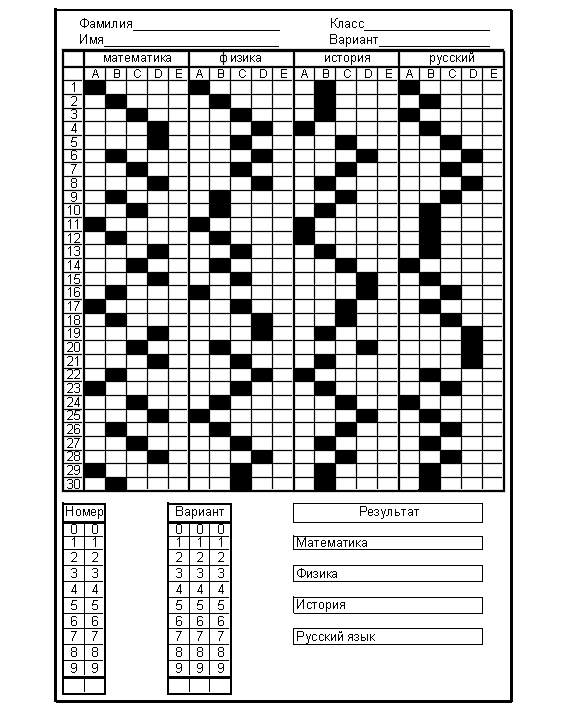 Фамилия Класс
Имя Вариант
математика физика история русский
A B C D E A B C D E A B C D E A B C D E
1
2
3
4
5
6
7
8
9
10
11
12
13
14
15
16
17
18
19
20
21
22
23
24
25
26
27
28
29
30
Номер Вариант Результат
0 0 0 0 0
1 1 1 1 1 Математика
2 2 2 2 2
3 3 3 3 3 Физика
4 4 4 4 4
5 5 5 5 5 История
6 6 6 6 6
7 7 7 7 7 Русский язык
8 8 8 8 8
9 9 9 9 9